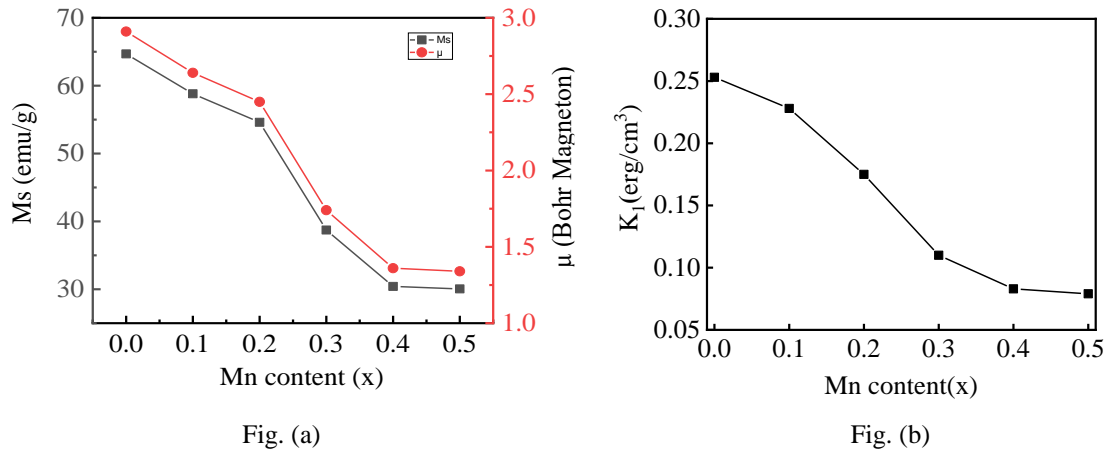 70
60
50
40
30
Ms (emu/g)
3.0
2.5
2.0
1.5
1.0
μ (Bohr Magneton)
Ms
μ
0.0 0.1 0.2 0.3 0.4 0.5
Mn content (x)
Fig. (a)
0.30
0.25
0.20
0.15
0.10
0.05
K₁(erg/cm³)
0.0 0.1 0.2 0.3 0.4 0.5
Mn content(x)
Fig. (b)